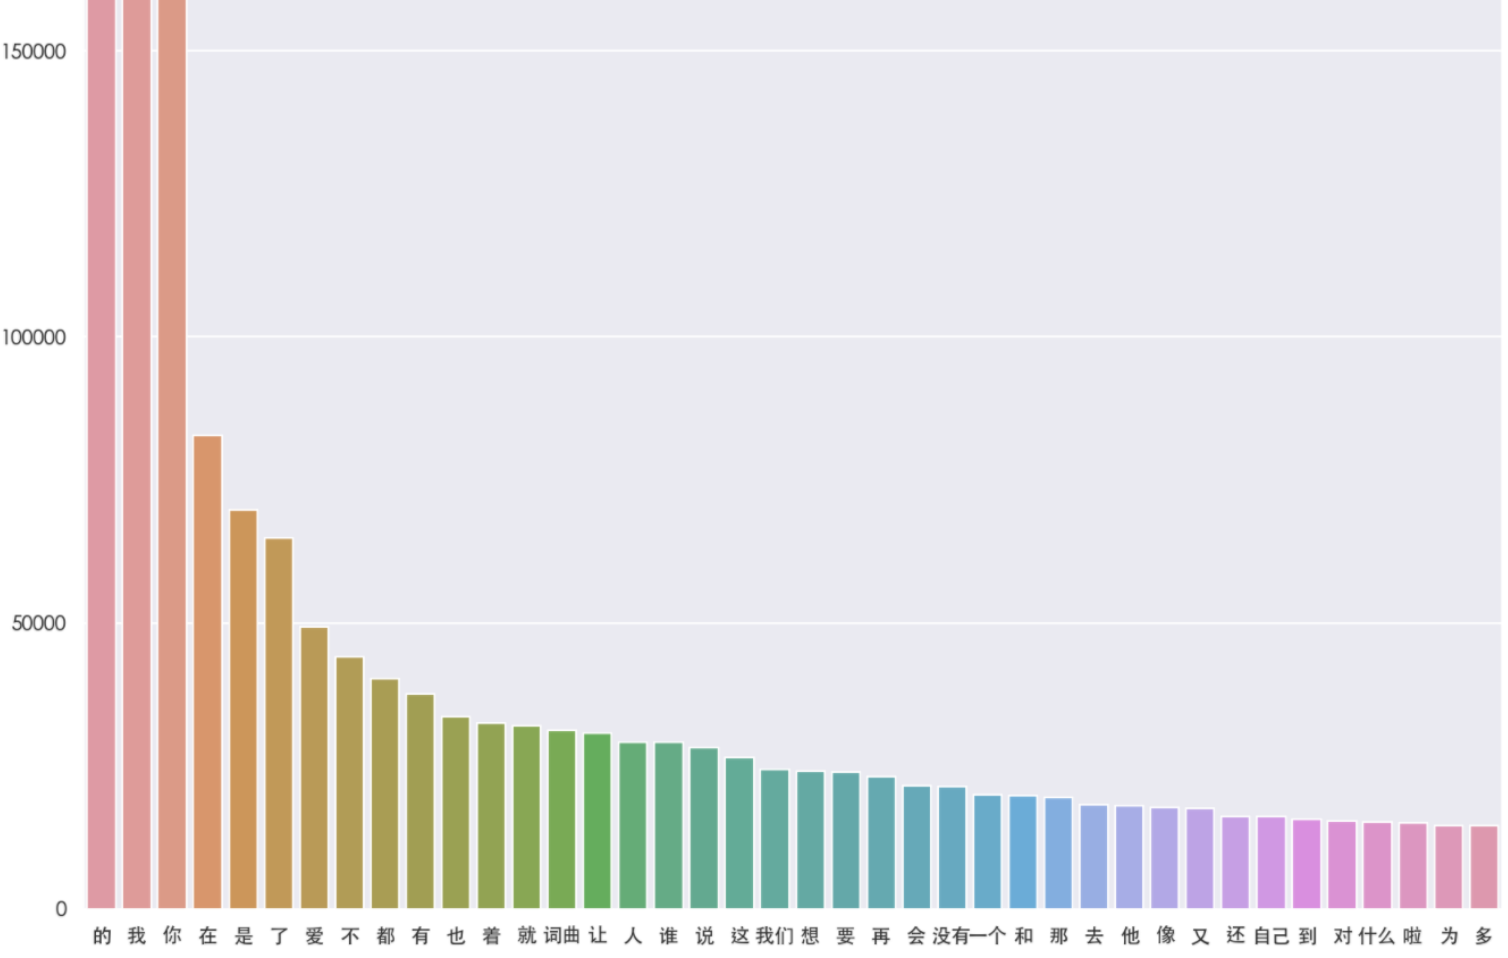 150000
100000
50000
0
的 我 你 在 是 了 爱 不 都 有 也 着 就 词曲 让 人 谁 说 这 我们 想 要 再 会 没有 一个 和 那 去 他 像 又 还 自己 到 对 什么 啦 为 多